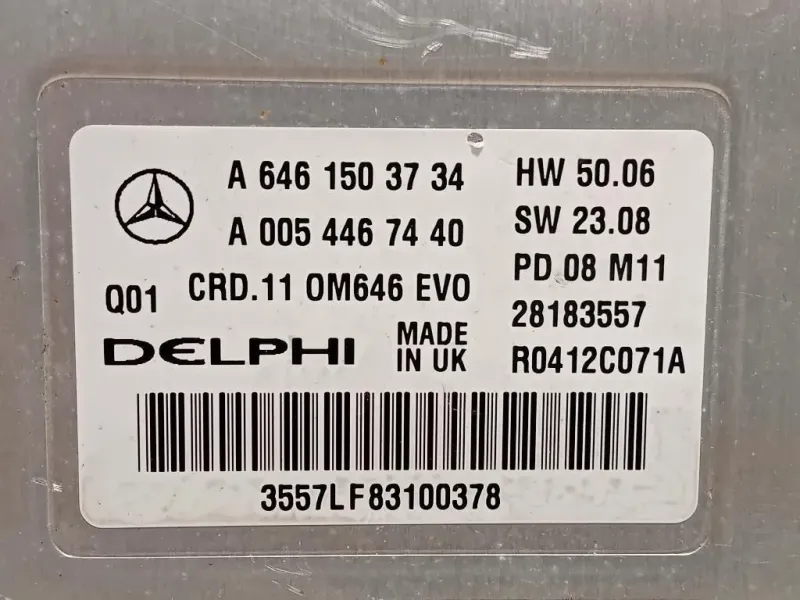 A 646 150 37 34
A 005 446 74 40
Q01 CRD.11 OM646 EVO
DELPHI MADE IN UK
HW 50.06
SW 23.08
PD 08 M11
28183557
R0412C071A
3557LF83100378